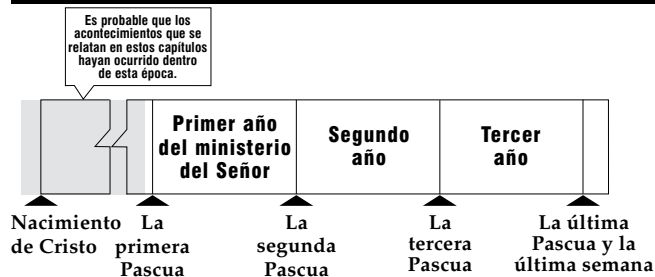 Es probable que los
acontecimientos que se
relatan en estos capítulos
hayan ocurrido dentro
de esta época.
Primer año
del ministerio
del Señor
Segundo
año
Tercer
año
Nacimiento
de Cristo
La
primera
Pascua
La
segunda
Pascua
La
tercera
Pascua
La última
Pascua y la
última semana